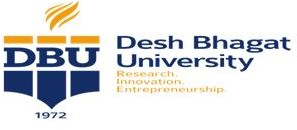 DBU
1972
Desh Bhagat
University
Research.
Innovation.
Entrepreneurship.